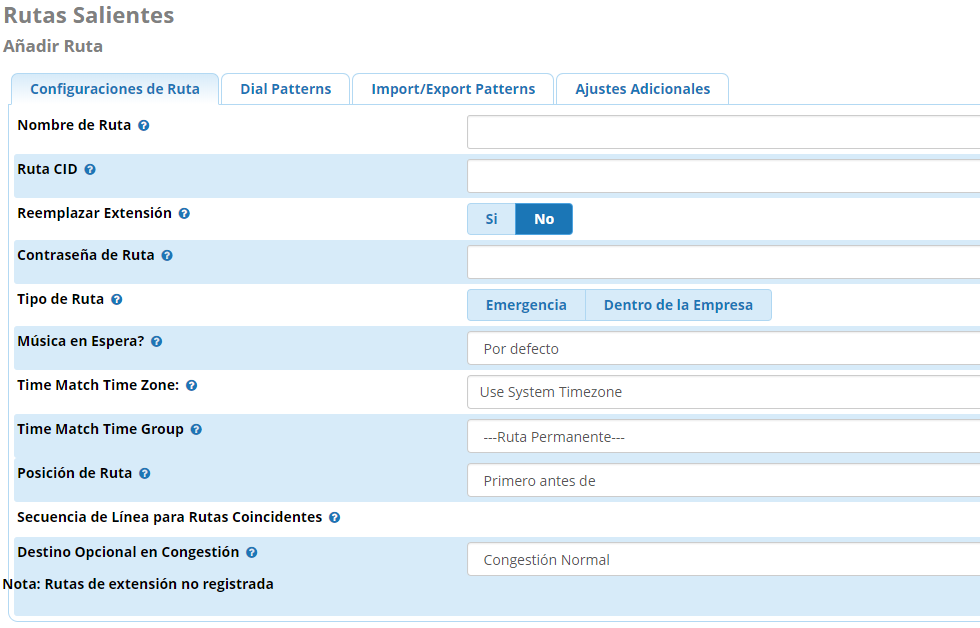 Rutas Salientes
Añadir Ruta
Configuraciones de Ruta Dial Patterns Import/Export Patterns Ajustes Adicionales
Nombre de Ruta ?
Ruta CID ?
Reemplazar Extensión ? Si No
Contraseña de Ruta ?
Tipo de Ruta ? Emergencia Dentro de la Empresa
Música en Espera? ? Por defecto
Time Match Time Zone: ? Use System Timezone
Time Match Time Group ? ---Ruta Permanente---
Posición de Ruta ? Primero antes de
Secuencia de Línea para Rutas Coincidentes ?
Destino Opcional en Congestión ? Congestión Normal
Nota: Rutas de extensión no registrada